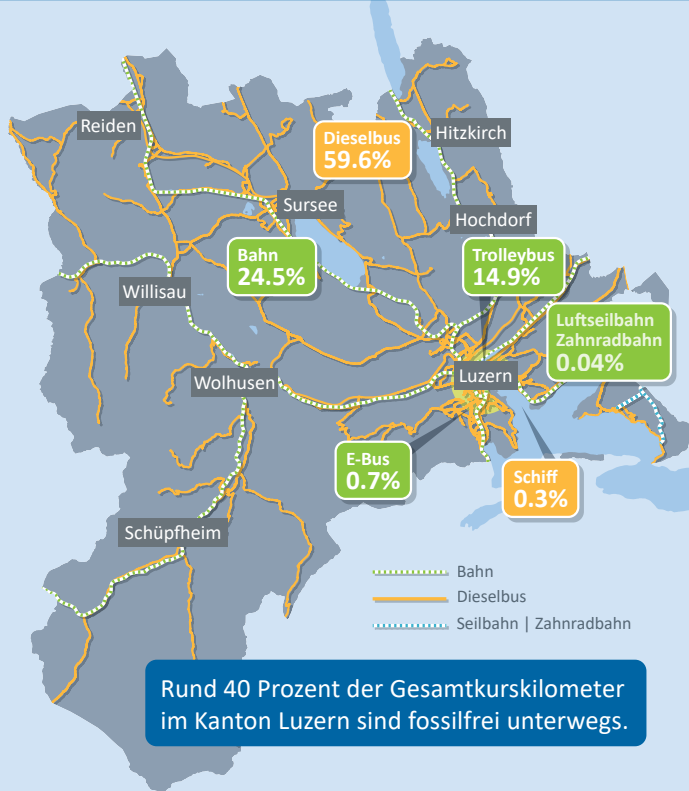 Reiden
Dieselbus
59.6%
Hitzkirch
Sursee
Hochdorf
Bahn
24.5%
Trolleybus
14.9%
Willisau
Luftseilbahn
Zahnradbahn
0.04%
Wolhusen
Luzern
E-Bus
0.7%
Schiff
0.3%
Schüpfheim
Bahn
Dieselbus
Seilbahn | Zahnradbahn
Rund 40 Prozent der Gesamtkurskilometer
im Kanton Luzern sind fossilfrei unterwegs.